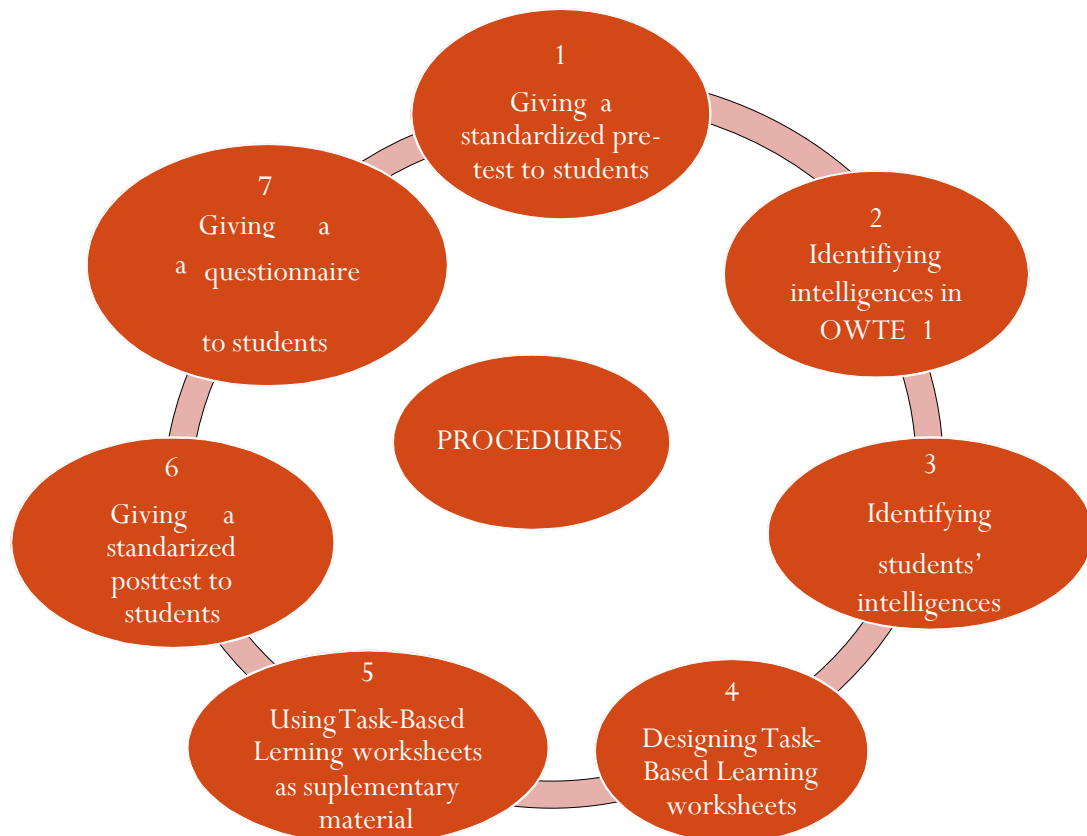 1
Giving a
standardized pre-
test to students
2
Identifiying
intelligences in
OWTE 1
3
Identifying
students’
intelligences
4
Designing Task-
Based Learning
worksheets
5
Using Task-Based
Lerning worksheets
as suplementary
material
6
Giving a
standarized
posttest to
students
7
Giving a
a questionnaire
to students
PROCEDURES